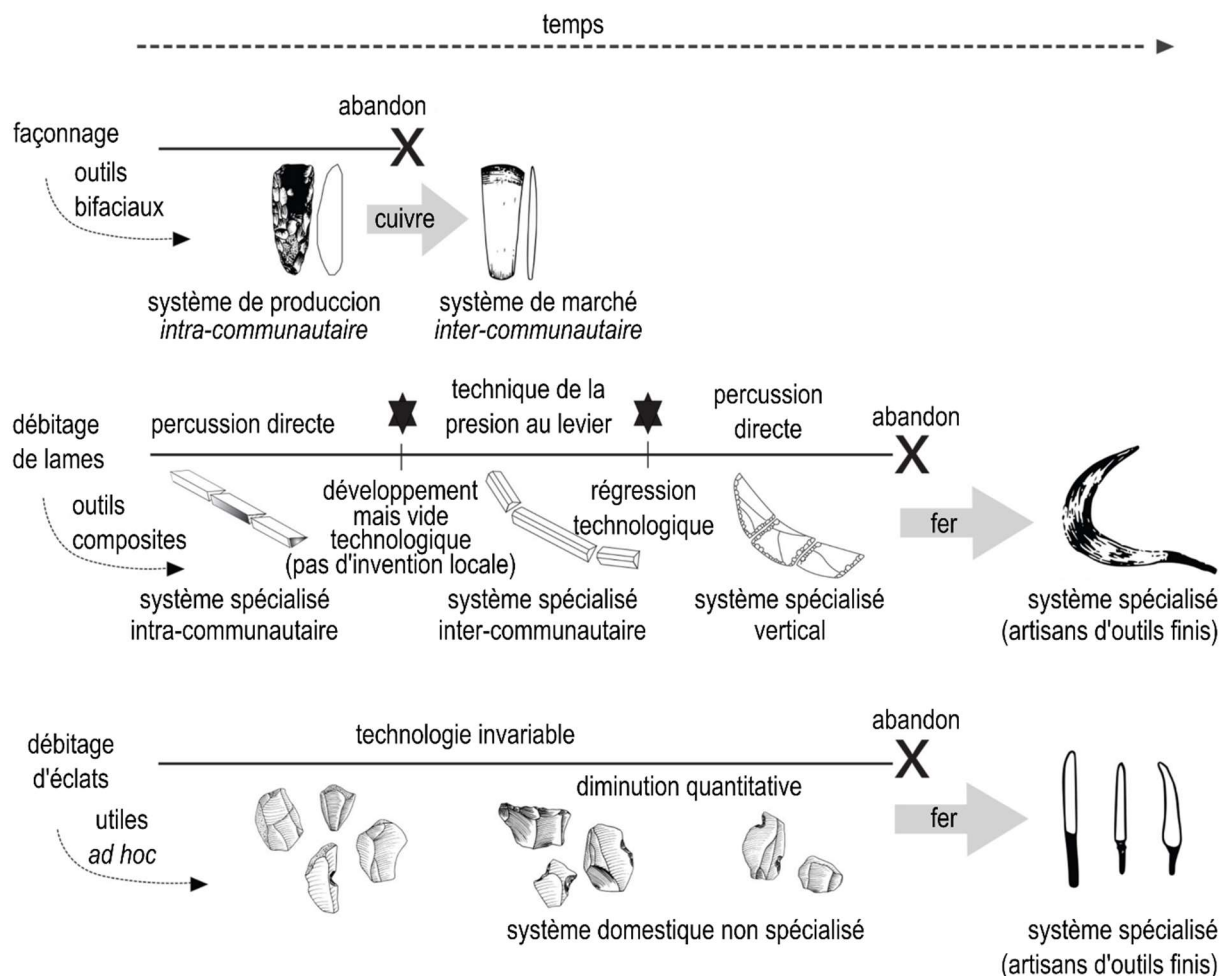 temps
abandon
façonnage
outils
bifaciaux
cuivre
système de produccion
intra-communautaire
système de marché
inter-communautaire
débitage
de lames
percussion directe
technique de la
presion au levier
percussion
directe
abandon
outils
composites
développement
mais vide
technologique
(pas d'invention locale)
régression
technologique
fer
système spécialisé
intra-communautaire
système spécialisé
inter-communautaire
système spécialisé
vertical
système spécialisé
(artisans d'outils finis)
débitage
d'éclats
technologie invariable
abandon
utiles
ad hoc
diminution quantitative
fer
système domestique non spécialisé
système spécialisé
(artisans d'outils finis)